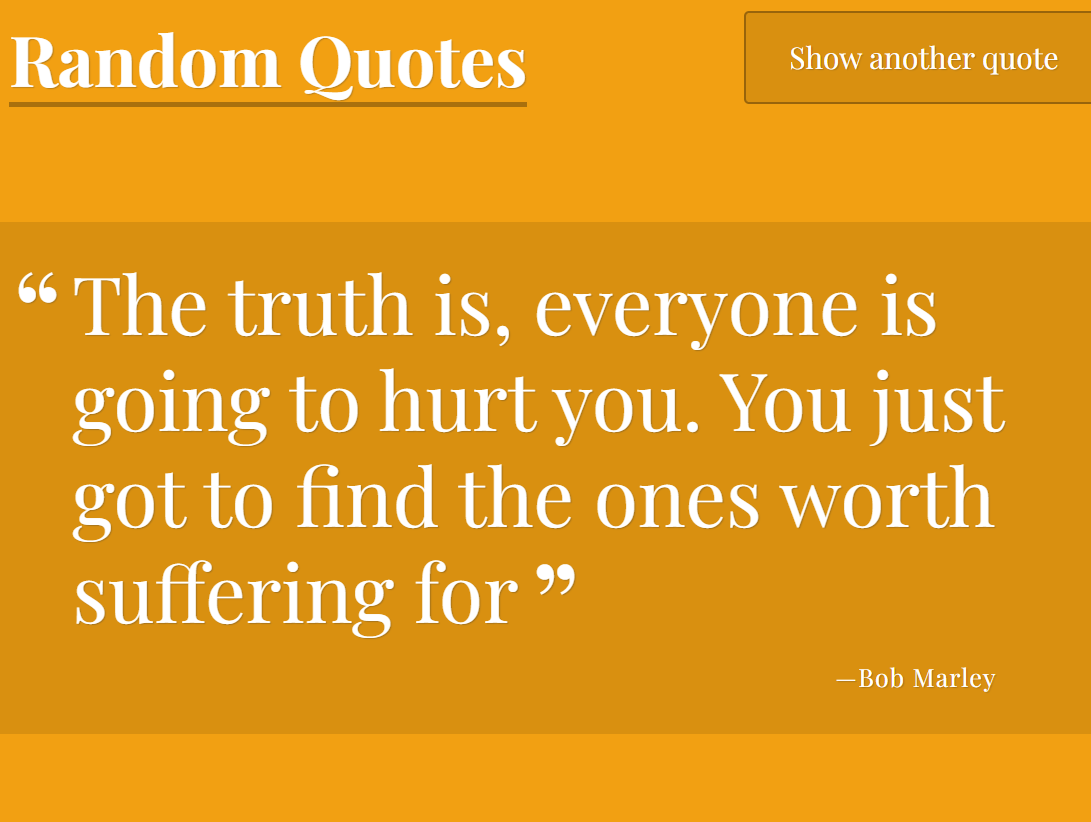 Random Quotes
Show another quote
“The truth is, everyone is
going to hurt you. You just
got to find the ones worth
suffering for ”
—Bob Marley